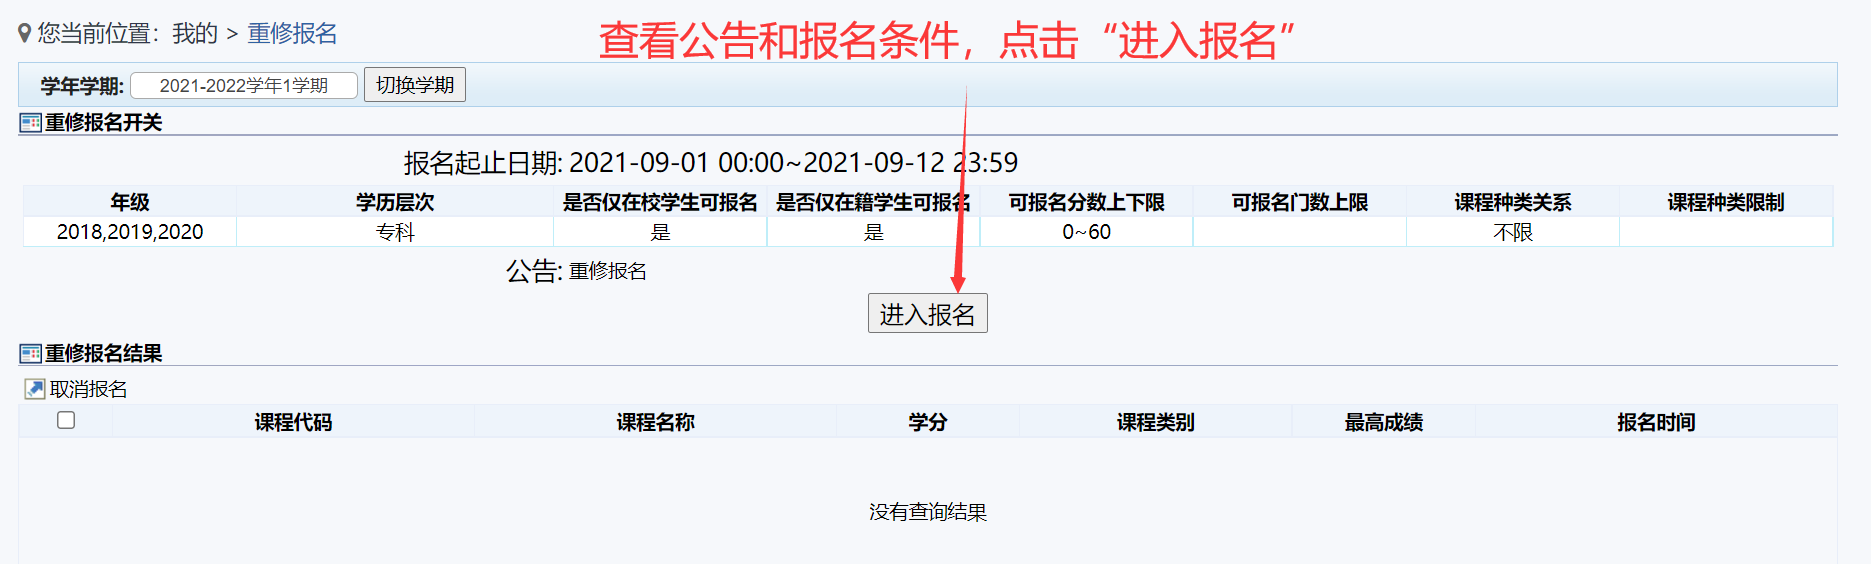 您当前位置：我的 > 重修报名
查看公告和报名条件，点击“进入报名”
学年学期: 2021-2022学年1学期 切换学期
重修报名开关
报名起止日期: 2021-09-01 00:00~2021-09-12 23:59
年级 学历层次 是否仅在校学生可报名 是否仅在籍学生可报名 可报名分数上下限 可报名门数上限 课程种类关系 课程种类限制
2018,2019,2020 专科 是 是 0~60 不限
公告: 重修报名
进入报名
重修报名结果
取消报名
课程代码 课程名称 学分 课程类别 最高成绩 报名时间
没有查询结果